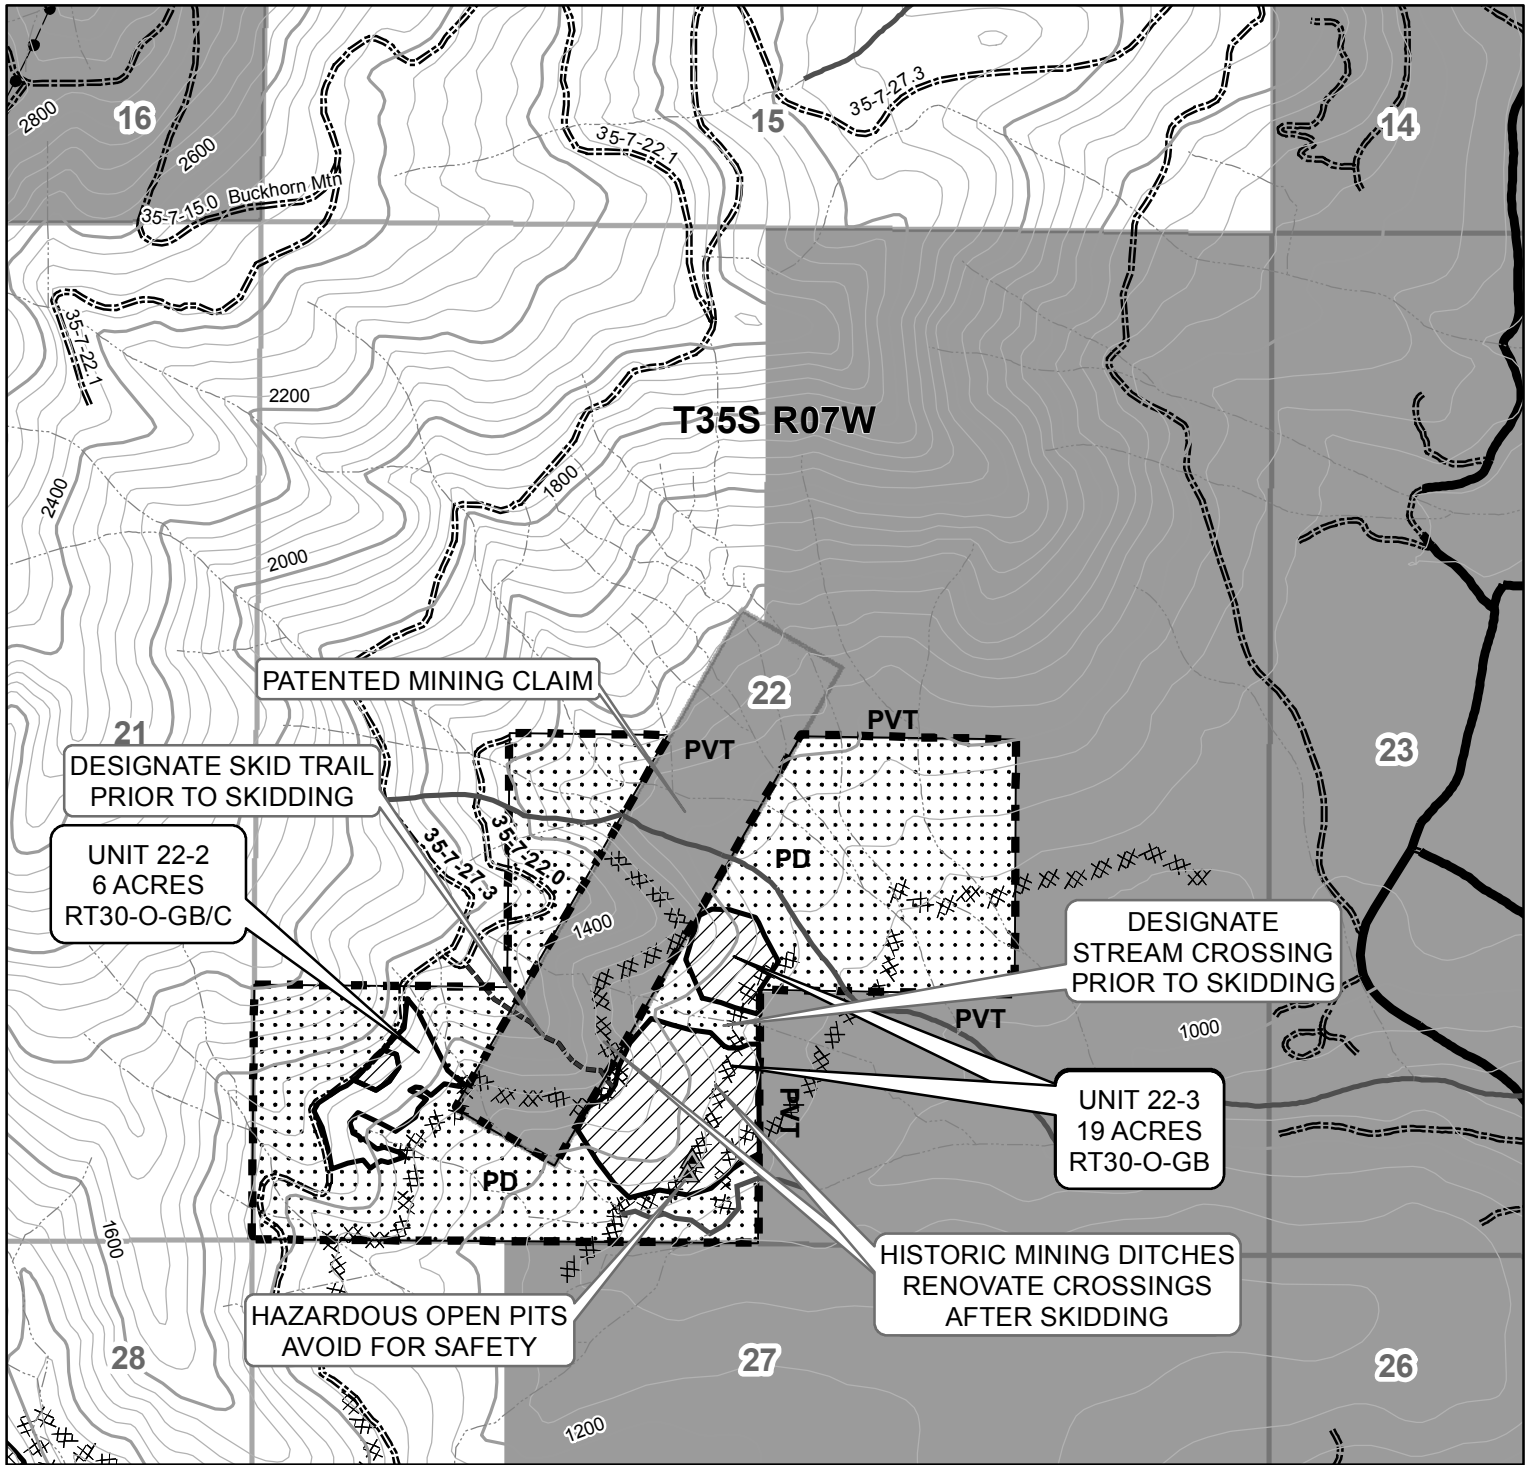 16
15
14
2800
2600
35-7-27.3
35-7-22.1
35-7-15.0 Buckhorn Mtn
35-7-22.1
2200
T35S R07W
2400
1800
2000
PATENTED MINING CLAIM
22
21
PVT
PVT
23
DESIGNATE SKID TRAIL
PRIOR TO SKIDDING
35-7-27.3
35-7-22.0
UNIT 22-2
6 ACRES
RT30-O-GB/C
PD
1400
DESIGNATE
STREAM CROSSING
PRIOR TO SKIDDING
PVT
1000
PVT
UNIT 22-3
19 ACRES
RT30-O-GB
PD
1600
HISTORIC MINING DITCHES
RENOVATE CROSSINGS
AFTER SKIDDING
HAZARDOUS OPEN PITS
AVOID FOR SAFETY
28
27
26
1200